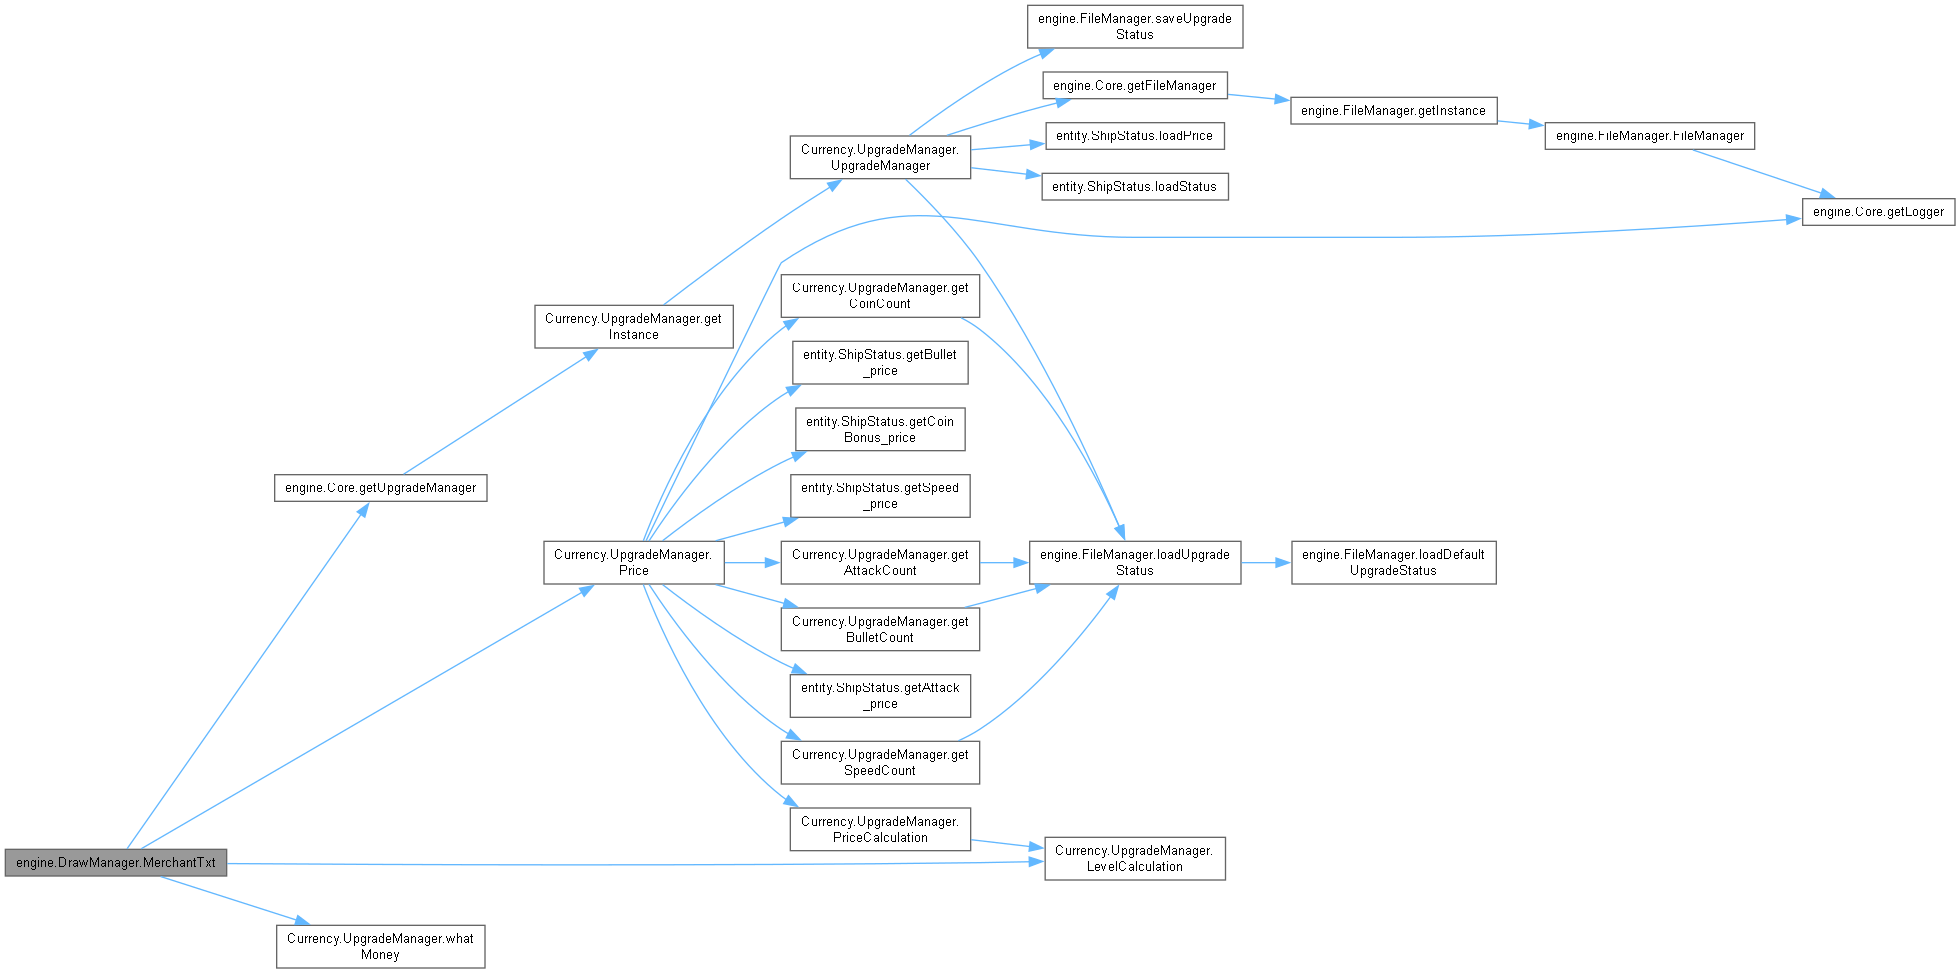 engine.FileManager.saveUpgrade
Status
engine.Core.getFileManager
engine.FileManager.getInstance
entity.ShipStatus.loadPrice
engine.FileManager.FileManager
Currency.UpgradeManager.
UpgradeManager
entity.ShipStatus.loadStatus
engine.Core.getLogger
Currency.UpgradeManager.get
CoinCount
Currency.UpgradeManager.get
Instance
entity.ShipStatus.getBullet
_price
entity.ShipStatus.getCoin
Bonus_price
engine.Core.getUpgradeManager
entity.ShipStatus.getSpeed
_price
Currency.UpgradeManager.
Price
Currency.UpgradeManager.get
AttackCount
engine.FileManager.loadUpgrade
Status
engine.FileManager.loadDefault
UpgradeStatus
Currency.UpgradeManager.get
BulletCount
entity.ShipStatus.getAttack
_price
Currency.UpgradeManager.get
SpeedCount
Currency.UpgradeManager.
PriceCalculation
Currency.UpgradeManager.
LevelCalculation
engine.DrawManager.MerchantTxt
Currency.UpgradeManager.what
Money